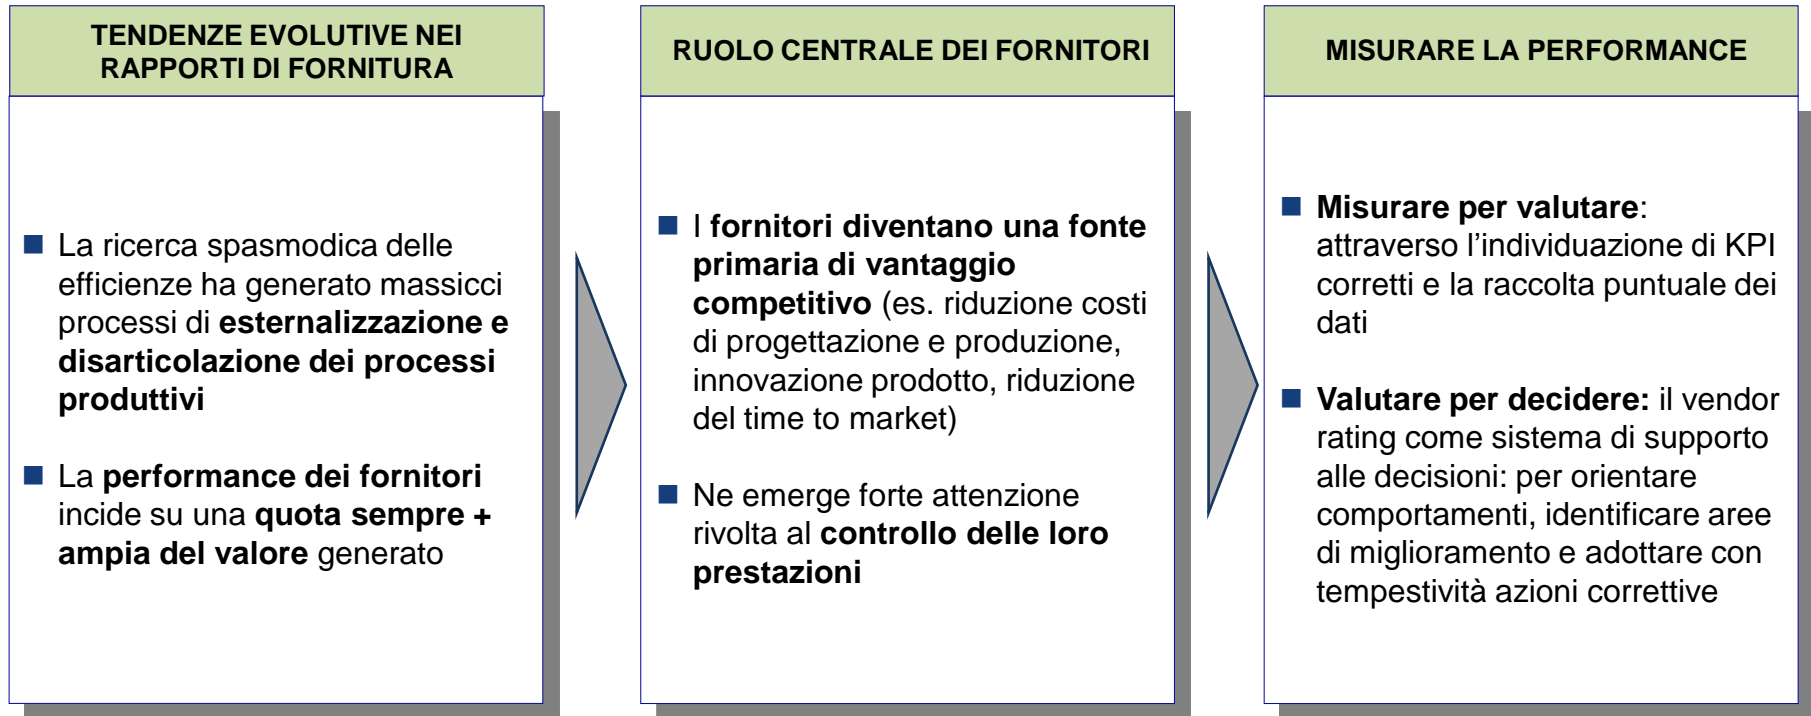 TENDENZE EVOLUTIVE NEI
RAPPORTI DI FORNITURA
La ricerca spasmodica delle
efficienze ha generato massicci
processi di esternalizzazione e
disarticolazione dei processi
produttivi
La performance dei fornitori
incide su una quota sempre +
ampia del valore generato
RUOLO CENTRALE DEI FORNITORI
I fornitori diventano una fonte
primaria di vantaggio
competitivo (es. riduzione costi
di progettazione e produzione,
innovazione prodotto, riduzione
del time to market)
Ne emerge forte attenzione
rivolta al controllo delle loro
prestazioni
MISURARE LA PERFORMANCE
Misurare per valutare:
attraverso l’individuazione di KPI
corretti e la raccolta puntuale dei
dati
Valutare per decidere: il vendor
rating come sistema di supporto
alle decisioni: per orientare
comportamenti, identificare aree
di miglioramento e adottare con
tempestività azioni correttive